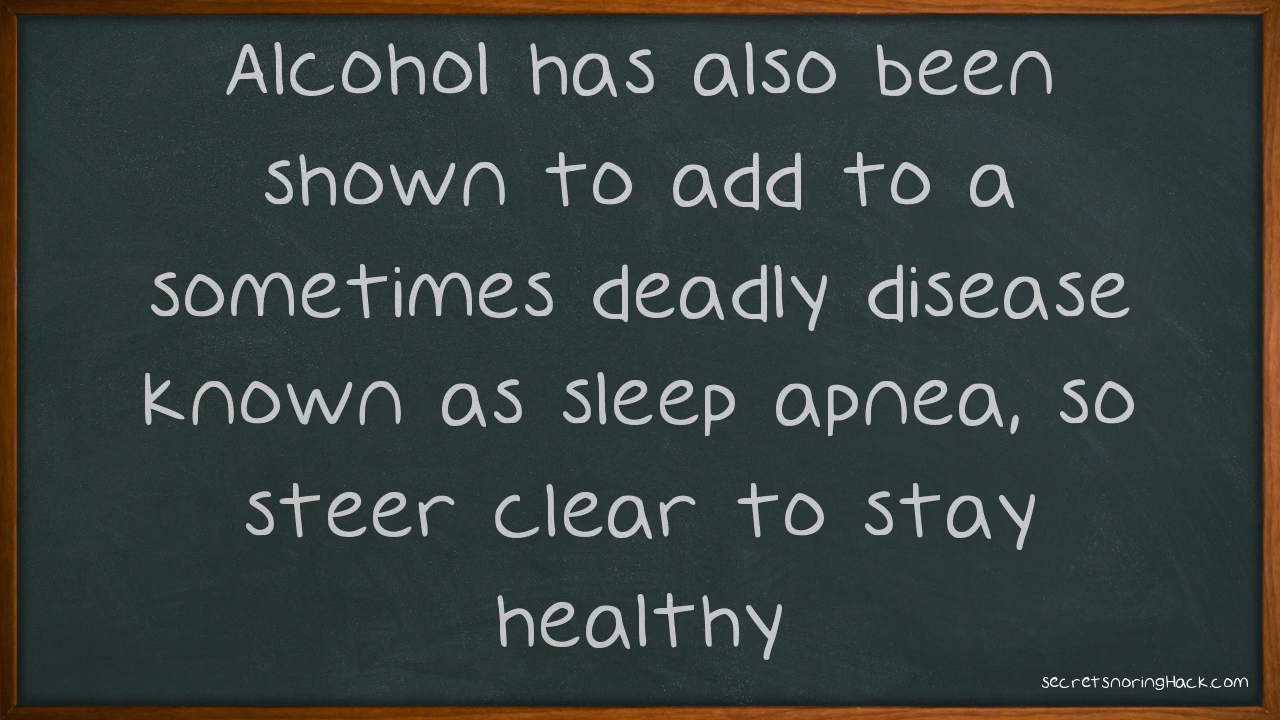 Alcohol has also been
shown to add to a
sometimes deadly disease
known as sleep apnea, so
steer clear to stay
healthy
secretsnoringHack.com